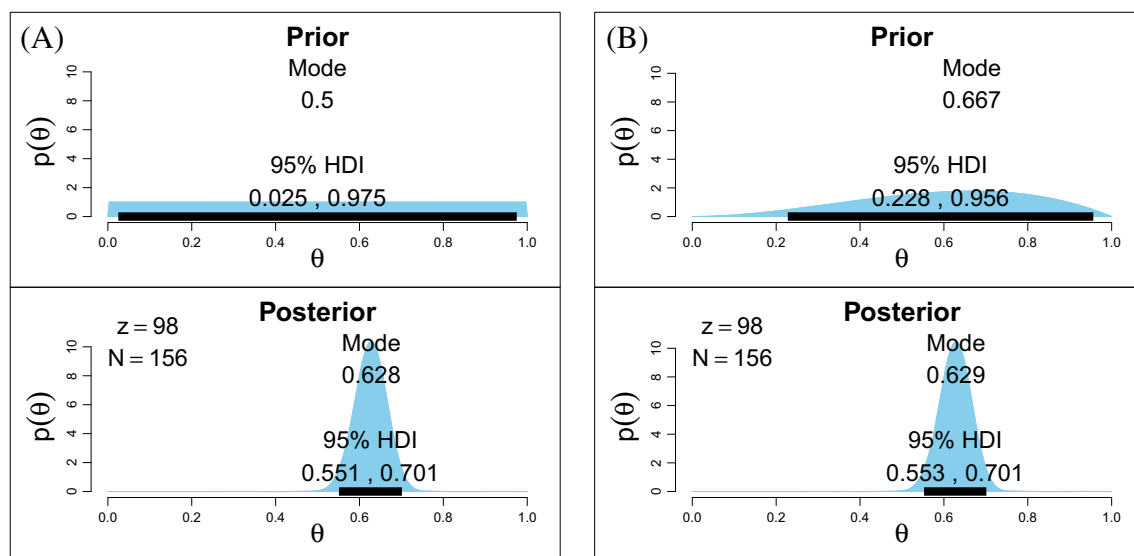 (A)
Prior
Mode
0.5
95% HDI
0.025 , 0.975
p(θ)
0 2 4 6 8 10
0.0 0.2 0.4 0.6 0.8 1.0
θ
Posterior
z = 98
N = 156
Mode
0.628
95% HDI
0.551 , 0.701
p(θ)
0 2 4 6 8 10
0.0 0.2 0.4 0.6 0.8 1.0
θ
(B)
Prior
Mode
0.667
95% HDI
0.228 , 0.956
p(θ)
0 2 4 6 8 10
0.0 0.2 0.4 0.6 0.8 1.0
θ
Posterior
z = 98
N = 156
Mode
0.629
95% HDI
0.553 , 0.701
p(θ)
0 2 4 6 8 10
0.0 0.2 0.4 0.6 0.8 1.0
θ